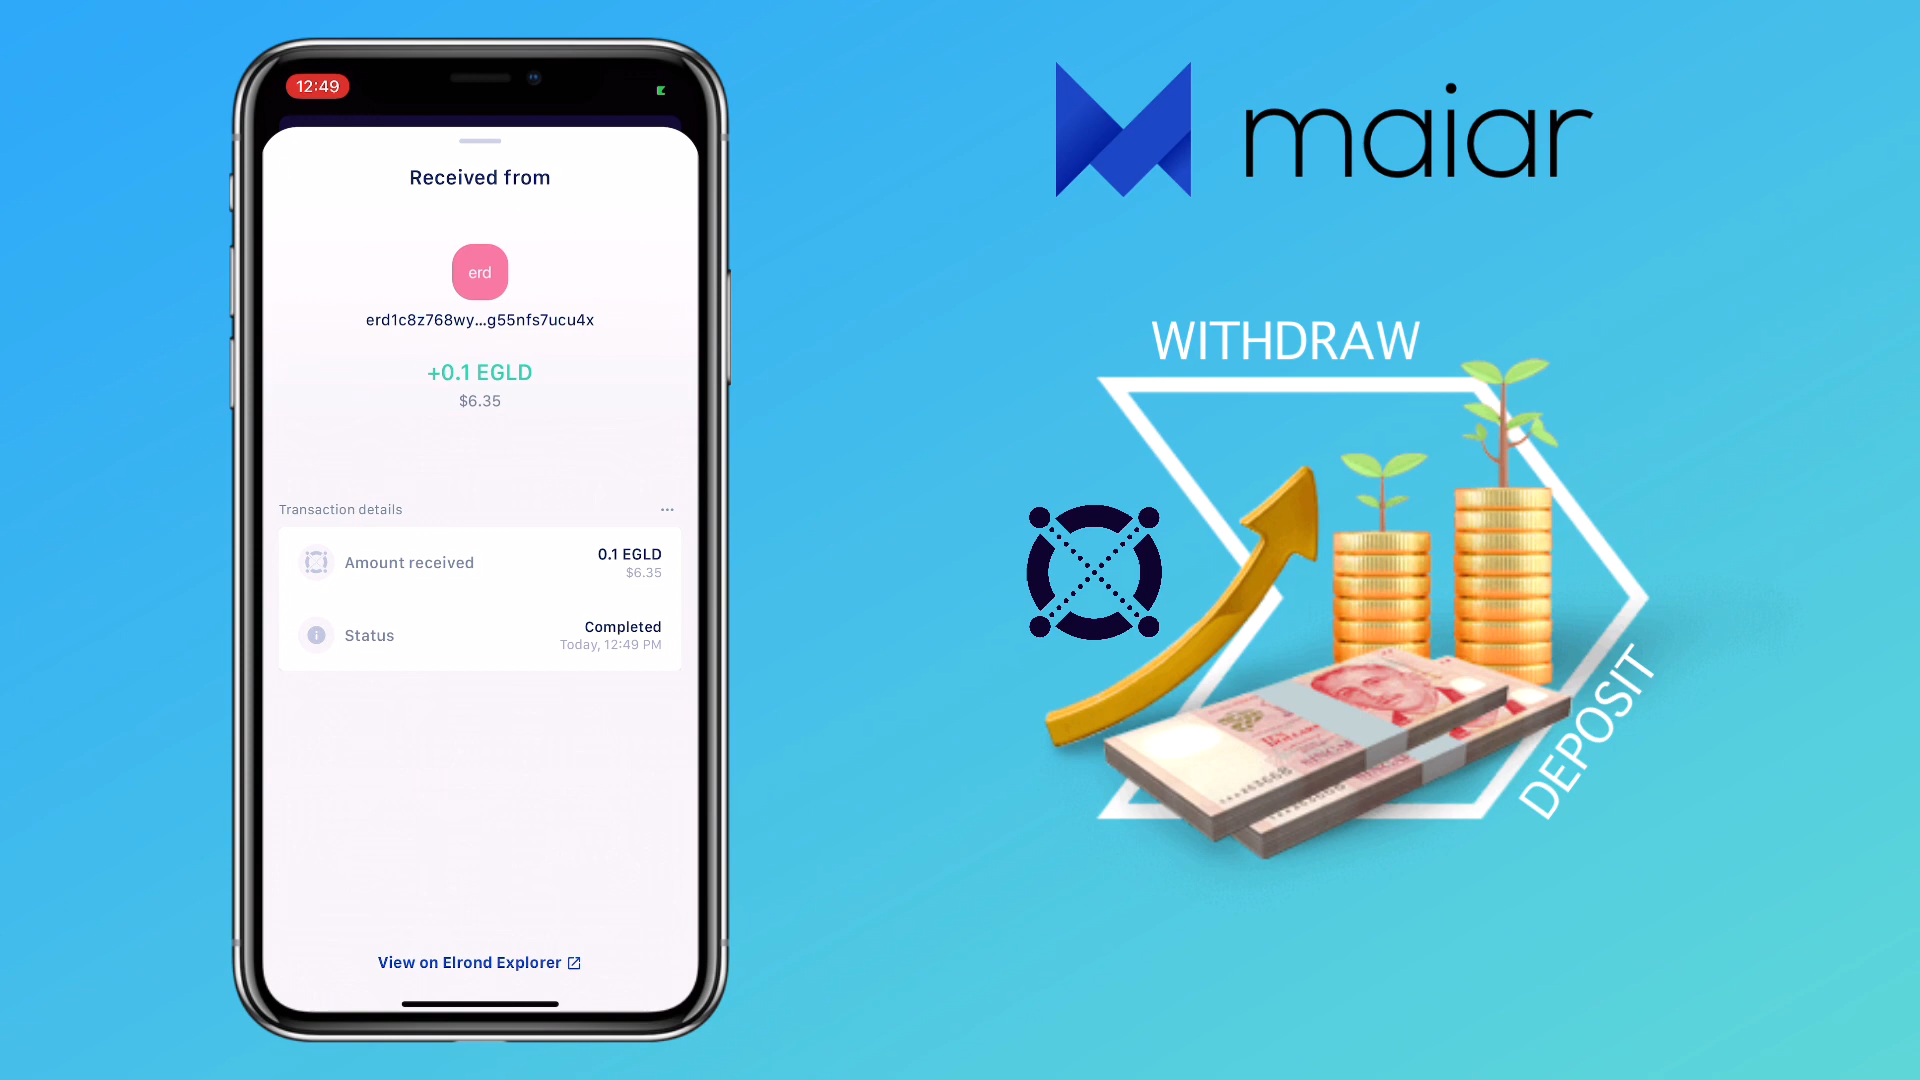 12:49
Received from
erd
erd1c8z768wy...g55nfs7ucu4x
+0.1 EGLD
$6.35
Transaction details
...
Amount received
0.1 EGLD
$6.35
Status
Completed
Today, 12:49 PM
View on Elrond Explorer
maiar
WITHDRAW
DEPOSIT